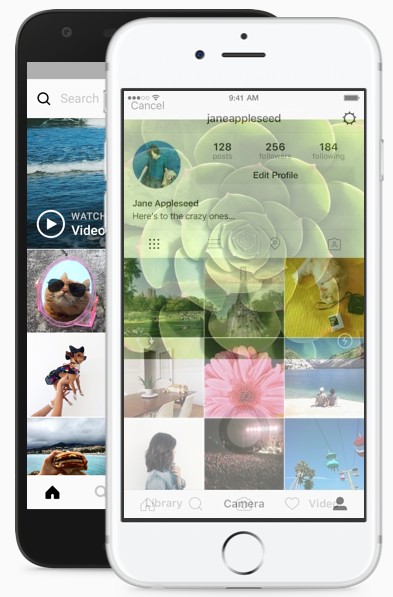 Search
WATCH
Video
9:41 AM
Cancel
janeappleseed
128 256 184
posts followers following
Edit Profile
Jane Appleseed
Here's to the crazy ones...
Library Camera Video